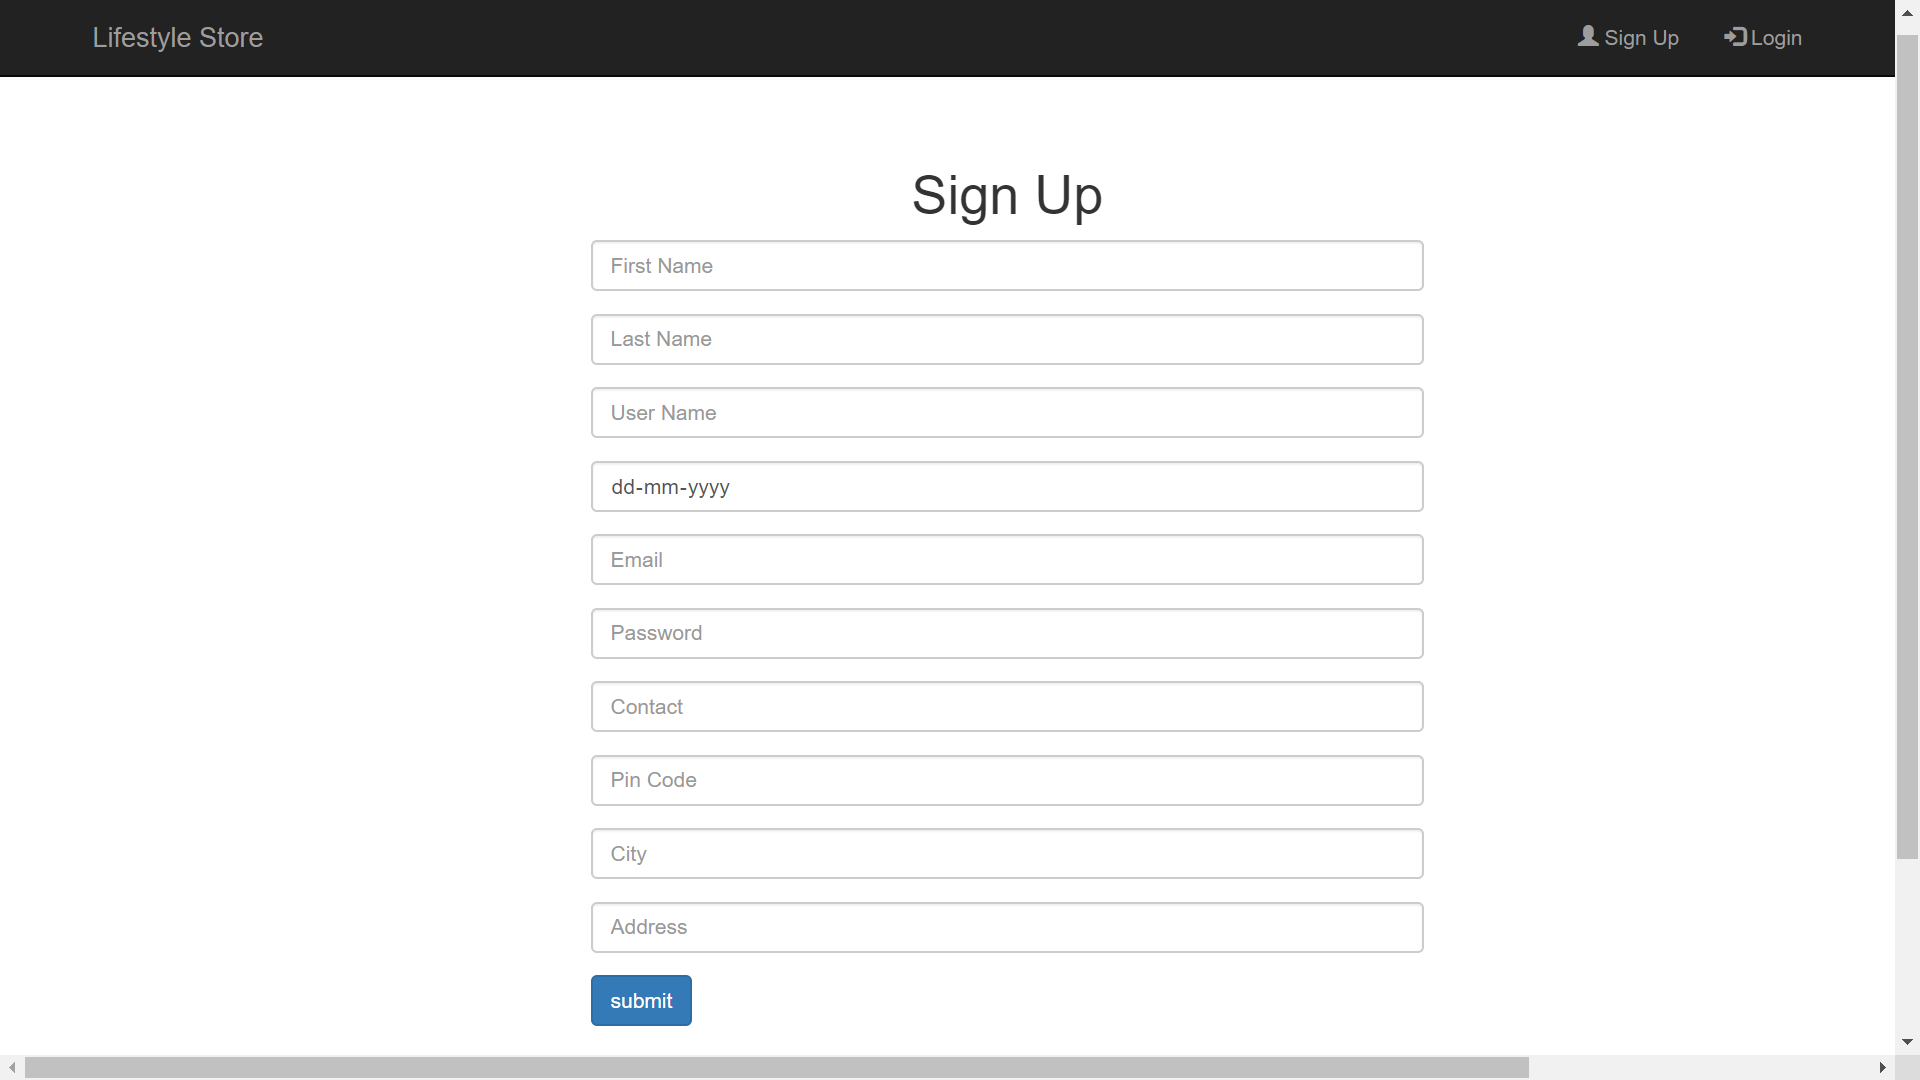 Lifestyle Store
Sign Up
Login
Sign Up
First Name
Last Name
User Name
dd-mm-yyyy
Email
Password
Contact
Pin Code
City
Address
submit